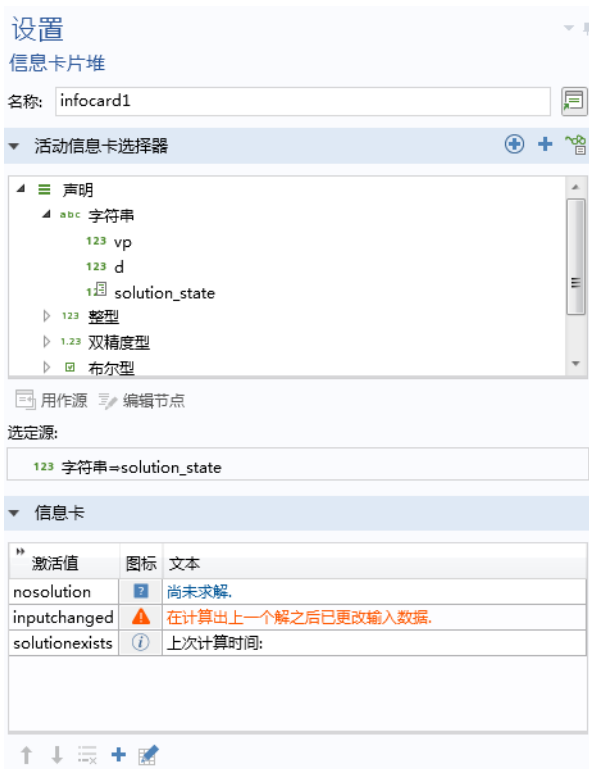 设置
信息卡片堆
名称: infocard1
活动信息卡选择器
声明
abc 字符串
123 vp
123 d
solution_state
123 整型
1.23 双精度型
布尔型
用作源 编辑节点
选定源:
123 字符串⇒solution_state
信息卡
激活值 图标 文本
nosolution ? 尚未求解.
inputchanged 在计算出上一个解之后已更改输入数据.
solutionexists i 上次计算时间: